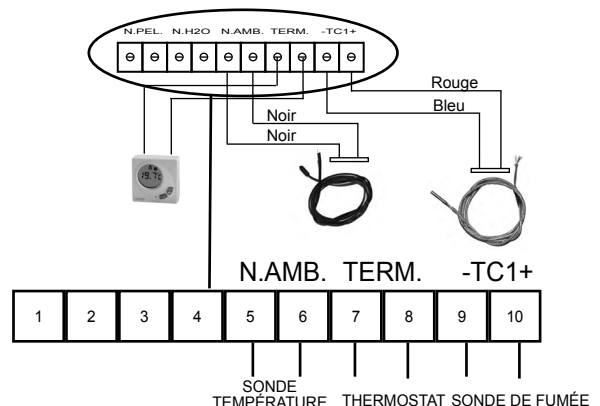 N.PEL. N.H2O N.AMB. TERM. -TC1+
Rouge
Bleu
Noir
Noir
19.7c
N.AMB. TERM. -TC1+
1 2 3 4 5 6 7 8 9 10
SONDE
TEMPÉRATURE THERMOSTAT SONDE DE FUMÉE